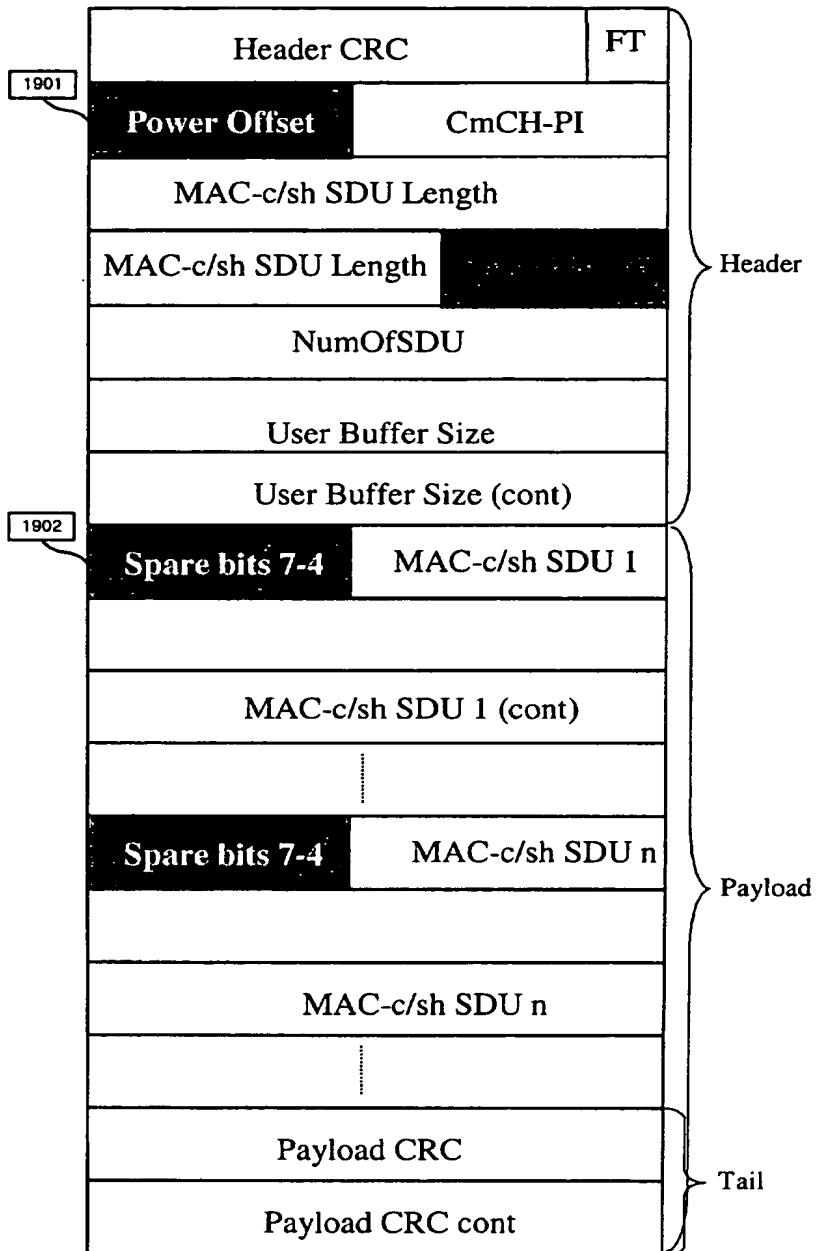 Header CRC FT
1901
Power Offset CmCH-PI
MAC-c/sh SDU Length
MAC-c/sh SDU Length
Header
NumOfSDU
User Buffer Size
User Buffer Size (cont)
1902
Spare bits 7-4 MAC-c/sh SDU 1
MAC-c/sh SDU 1 (cont)
Spare bits 7-4 MAC-c/sh SDU n
Payload
MAC-c/sh SDU n
Payload CRC
Tail
Payload CRC cont